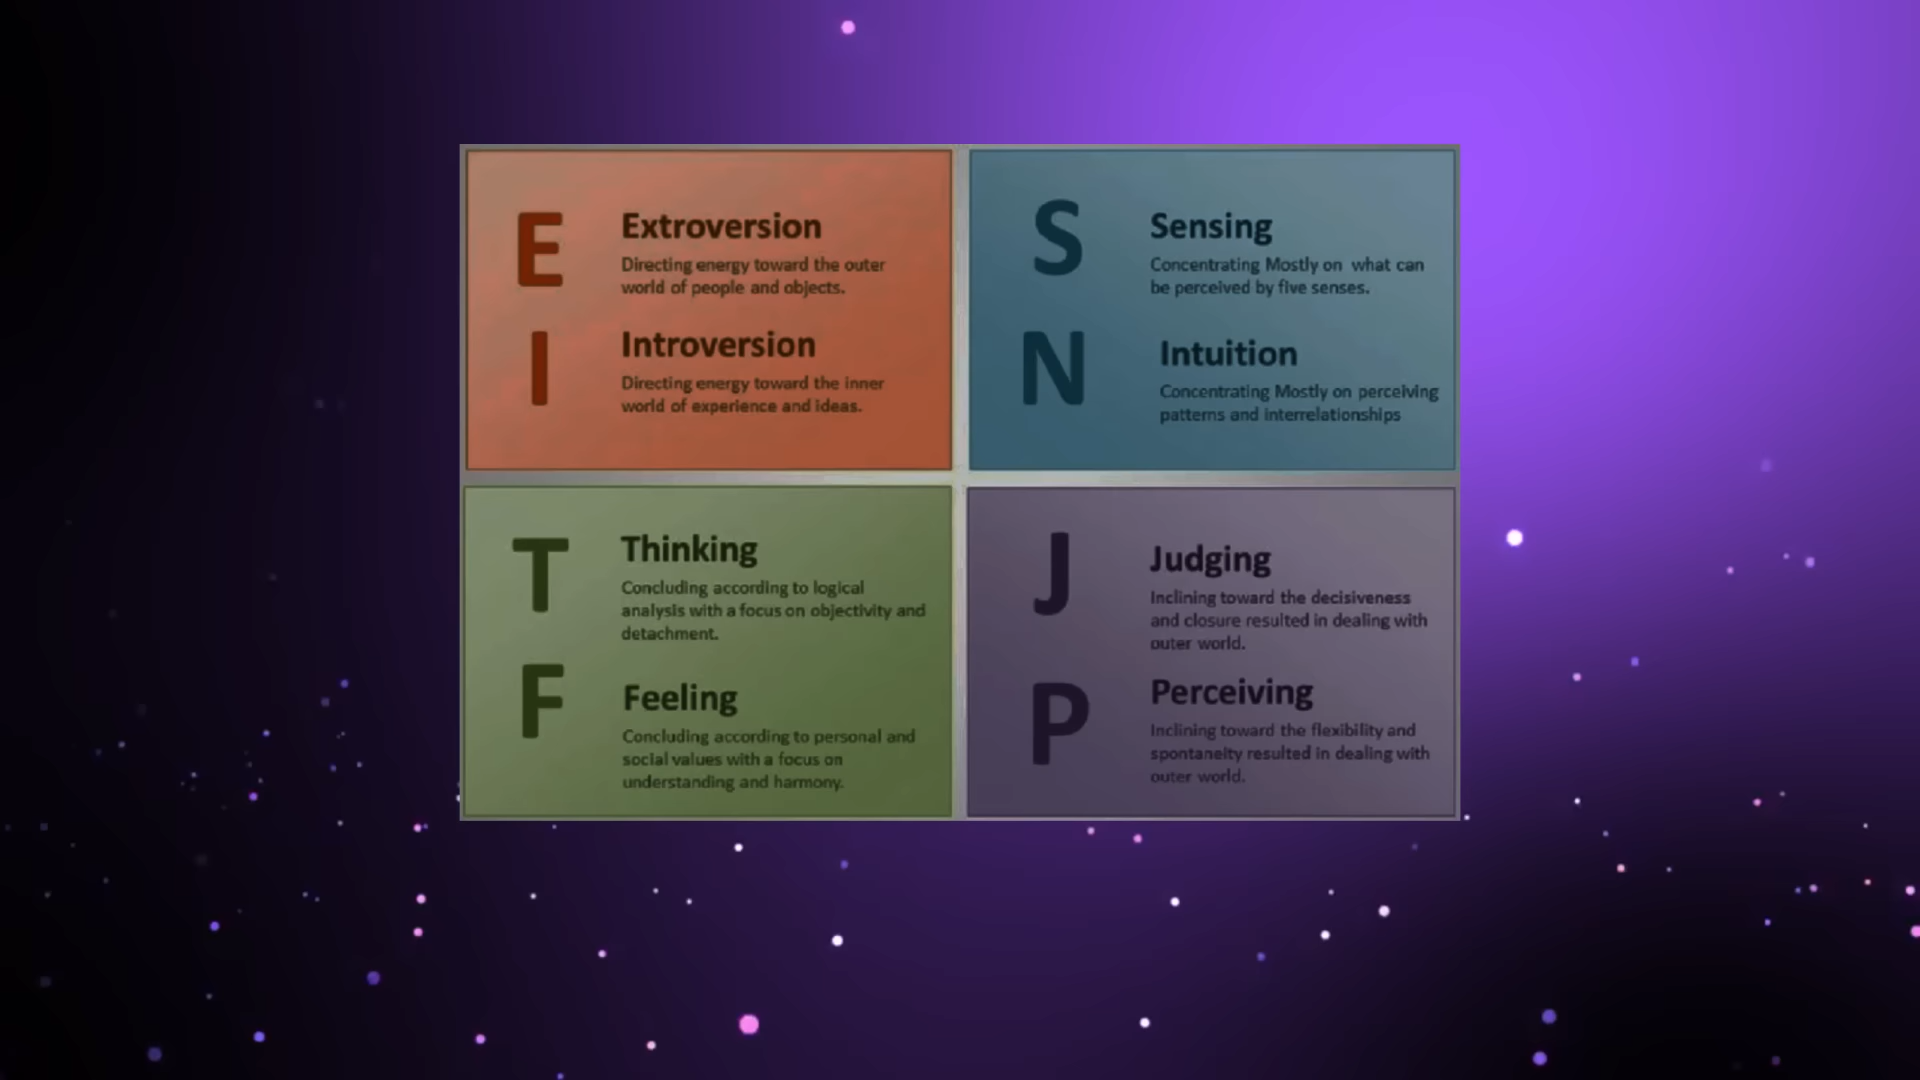 E
Extroversion
Directing energy toward the outer
world of people and objects.
I
Introversion
Directing energy toward the inner
world of experience and ideas.
S
Sensing
Concentrating Mostly on what can
be perceived by five senses.
N
Intuition
Concentrating Mostly on perceiving
patterns and interrelationships
T
Thinking
Concluding according to logical
analysis with a focus on objectivity and
detachment.
F
Feeling
Concluding according to personal and
social values with a focus on
understanding and harmony.
J
Judging
Inclining toward the decisiveness
and closure resulted in dealing with
outer world.
P
Perceiving
Inclining toward the flexibility and
spontaneity resulted in dealing with
outer world.